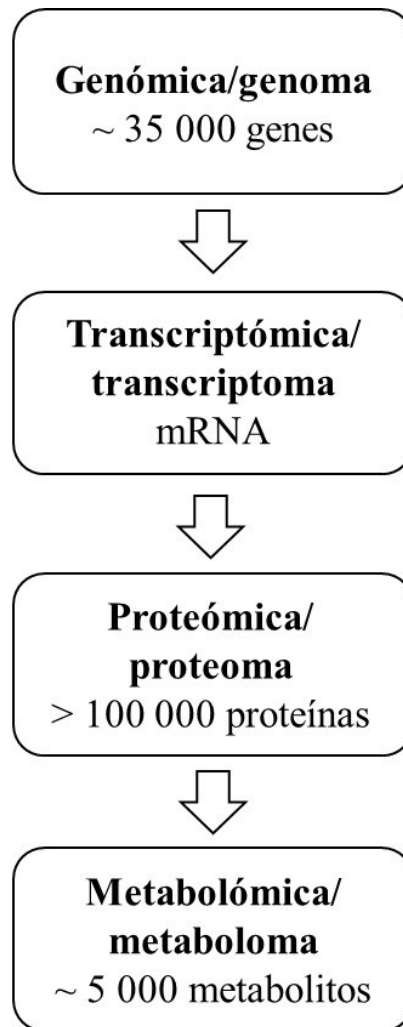 Genómica/genoma
~ 35 000 genes
Transcriptómica/
transcriptoma
mRNA
Proteómica/
proteoma
> 100 000 proteínas
Metabolómica/
metaboloma
~ 5 000 metabolitos